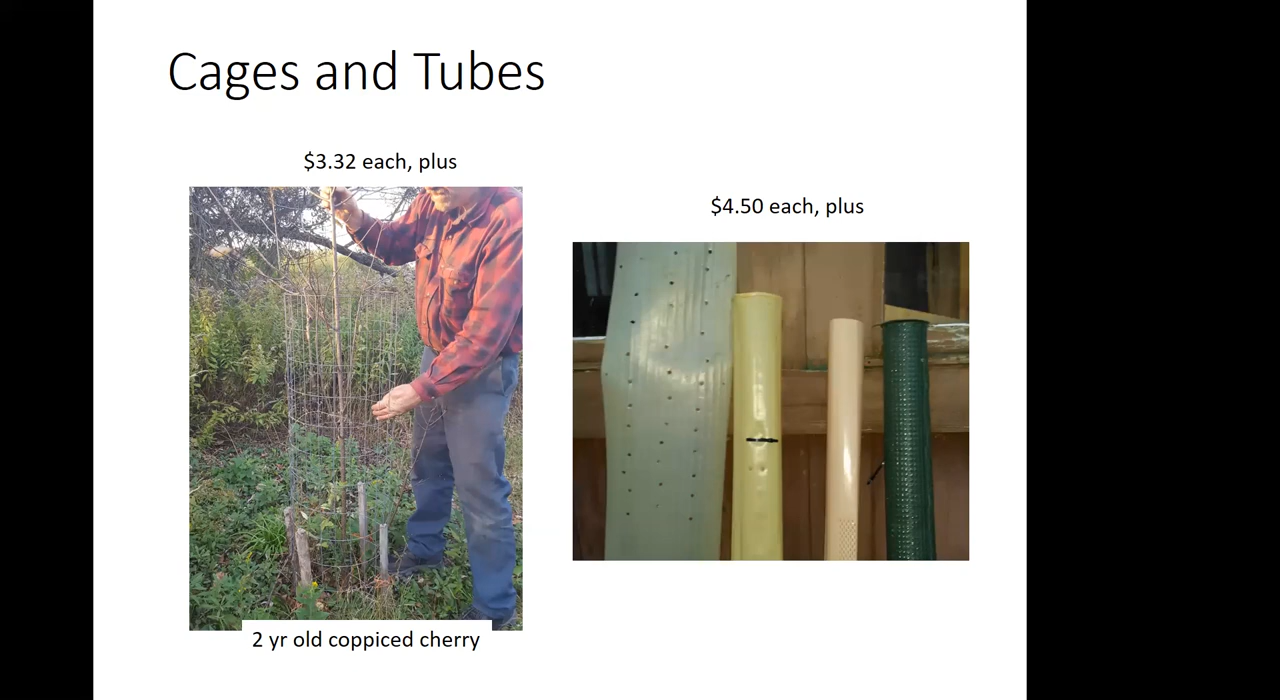 Cages and Tubes
$3.32 each, plus
$4.50 each, plus
2 yr old coppiced cherry